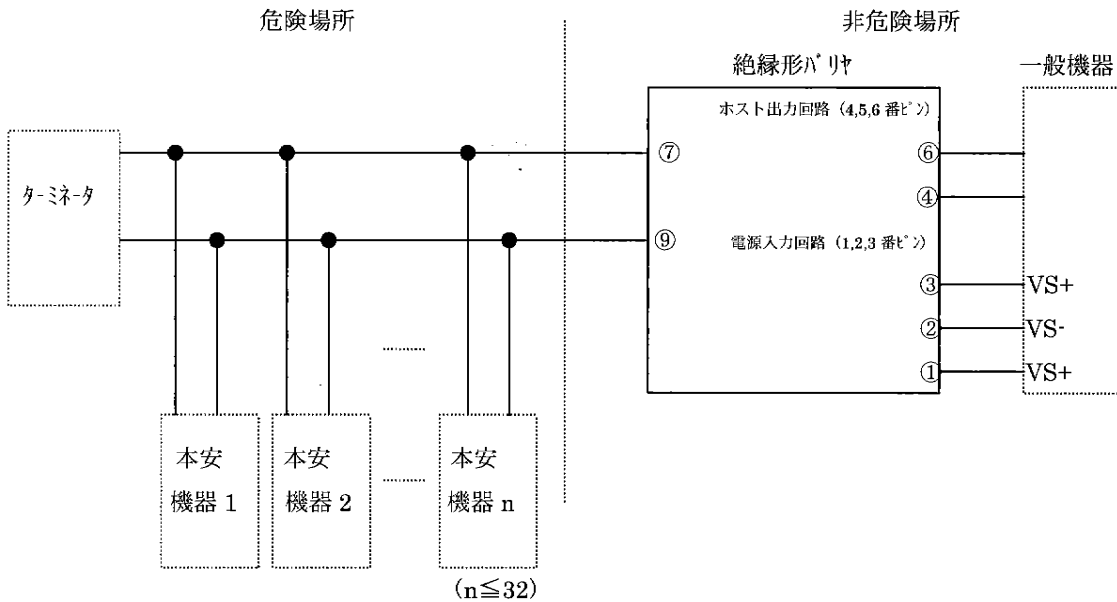 危険場所
非危険場所
絶縁形ﾊﾞﾘﾔ
一般機器
ホスト出力回路（4,5,6 番ﾋﾟﾝ）
⑦
⑥
ﾀｰﾐﾈｰﾀ
④
⑨
電源入力回路（1,2,3 番ﾋﾟﾝ）
③
VS+
②
VS-
①
VS+
........
本安
機器 1
本安
機器 2
........
本安
機器 n
(n≦32)